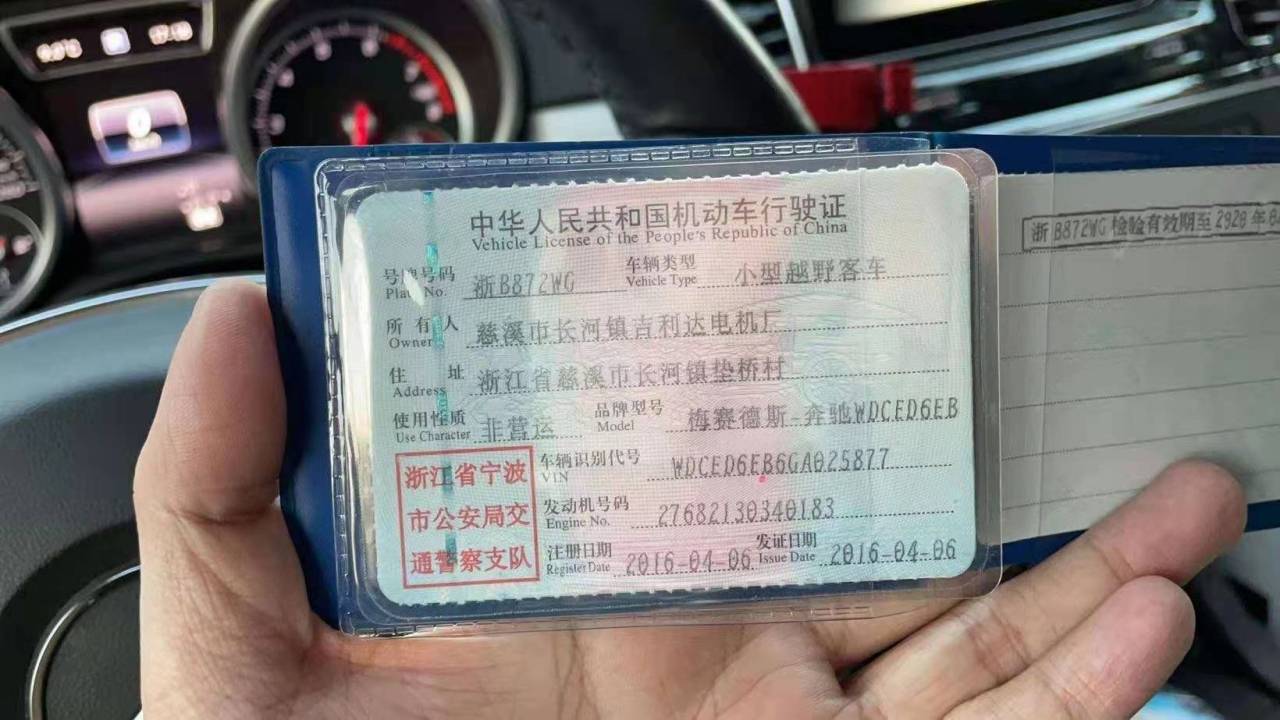 中华人民共和国机动车行驶证
Vehicle License of the People's Republic of China
号牌号码 浙B872WG 车辆类型 小型越野客车
Plate No. Vehicle Type
所有人 慈溪市长河镇吉利达电机厂
Owner
住址 浙江省慈溪市长河镇垫桥村
Address
使用性质 非营运 品牌型号 梅赛德斯-奔驰WDCED6EB
Use Character Model
浙江省宁波
市公安局交
通警察支队
车辆识别代号 WDCED6EB6GA025877
VIN
发动机号码 27682130340183
Engine No.
注册日期 2016-04-06 发证日期 2016-04-06
Register Date Issue Date
浙B872WG 检验有效期至 2020 年